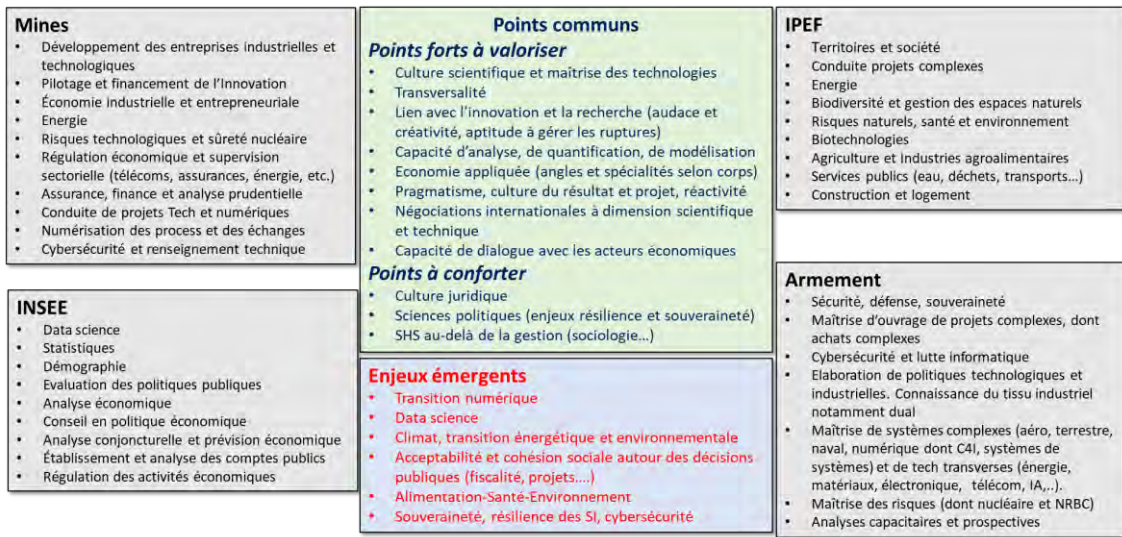 Mines
• Développement des entreprises industrielles et
technologiques
• Pilotage et financement de l'Innovation
• Économie industrielle et entrepreneuriale
• Energie
• Risques technologiques et sûreté nucléaire
• Régulation économique et supervision
sectorielle (télécoms, assurances, énergie, etc.)
• Assurance, finance et analyse prudentielle
• Conduite de projets Tech et numériques
• Numérisation des process et des échanges
• Cybersécurité et renseignement technique
INSEE
• Data science
• Statistiques
• Démographie
• Evaluation des politiques publiques
• Analyse économique
• Conseil en politique économique
• Analyse conjoncturelle et prévision économique
• Établissement et analyse des comptes publics
• Régulation des activités économiques
Points communs
Points forts à valoriser
• Culture scientifique et maîtrise des technologies
• Transversalité
• Lien avec l'innovation et la recherche (audace et
créativité, aptitude à gérer les ruptures)
• Capacité d'analyse, de quantification, de modélisation
• Economie appliquée (angles et spécialités selon corps)
• Pragmatisme, culture du résultat et projet, réactivité
• Négociations internationales à dimension scientifique
et technique
• Capacité de dialogue avec les acteurs économiques
Points à conforter
• Culture juridique
• Sciences politiques (enjeux résilience et souveraineté)
• SHS au-delà de la gestion (sociologie…)
Enjeux émergents
• Transition numérique
• Data science
• Climat, transition énergétique et environnementale
• Acceptabilité et cohésion sociale autour des décisions
publiques (fiscalité, projets….)
• Alimentation-Santé-Environnement
• Souveraineté, résilience des SI, cybersécurité
IPEF
• Territoires et société
• Conduite projets complexes
• Energie
• Biodiversité et gestion des espaces naturels
• Risques naturels, santé et environnement
• Biotechnologies
• Agriculture et industries agroalimentaires
• Services publics (eau, déchets, transports…)
• Construction et logement
Armement
• Sécurité, défense, souveraineté
• Maîtrise d'ouvrage de projets complexes, dont
achats complexes
• Cybersécurité et lutte informatique
• Elaboration de politiques technologiques et
industrielles. Connaissance du tissu industriel
notamment dual
• Maîtrise de systèmes complexes (aéro, terrestre,
naval, numérique dont C4I, systèmes de
systèmes) et de tech transverses (énergie,
matériaux, électronique, télécom, IA,..).
• Maîtrise des risques (dont nucléaire et NRBC)
• Analyses capacitaires et prospectives